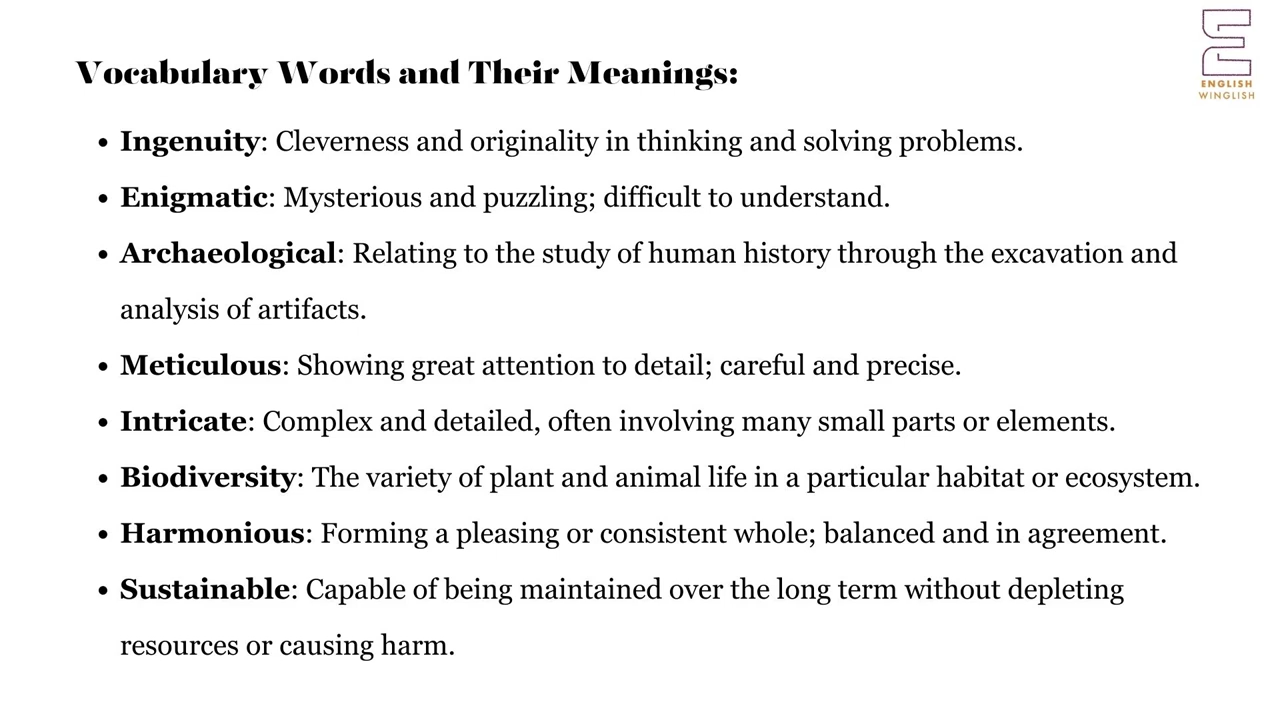 ENGLISH
WINGLISH
Vocabulary Words and Their Meanings:
• Ingenuity: Cleverness and originality in thinking and solving problems.
• Enigmatic: Mysterious and puzzling; difficult to understand.
• Archaeological: Relating to the study of human history through the excavation and
analysis of artifacts.
• Meticulous: Showing great attention to detail; careful and precise.
• Intricate: Complex and detailed, often involving many small parts or elements.
• Biodiversity: The variety of plant and animal life in a particular habitat or ecosystem.
• Harmonious: Forming a pleasing or consistent whole; balanced and in agreement.
• Sustainable: Capable of being maintained over the long term without depleting
resources or causing harm.